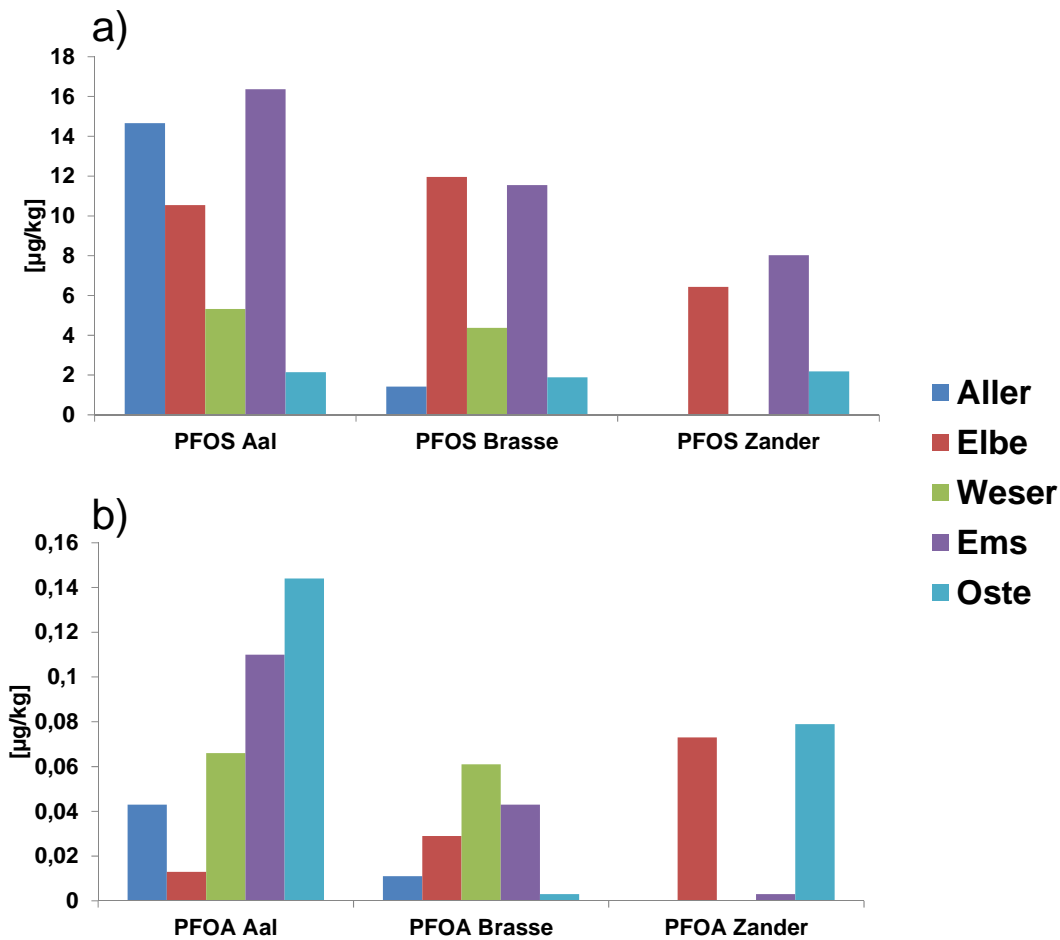 a)
18
16
14
12
10
8
6
4
2
0
[µg/kg]
PFOS Aal PFOS Brasse PFOS Zander
b)
0,16
0,14
0,12
0,1
0,08
0,06
0,04
0,02
0
[µg/kg]
PFOA Aal PFOA Brasse PFOA Zander
Aller
Elbe
Weser
Ems
Oste